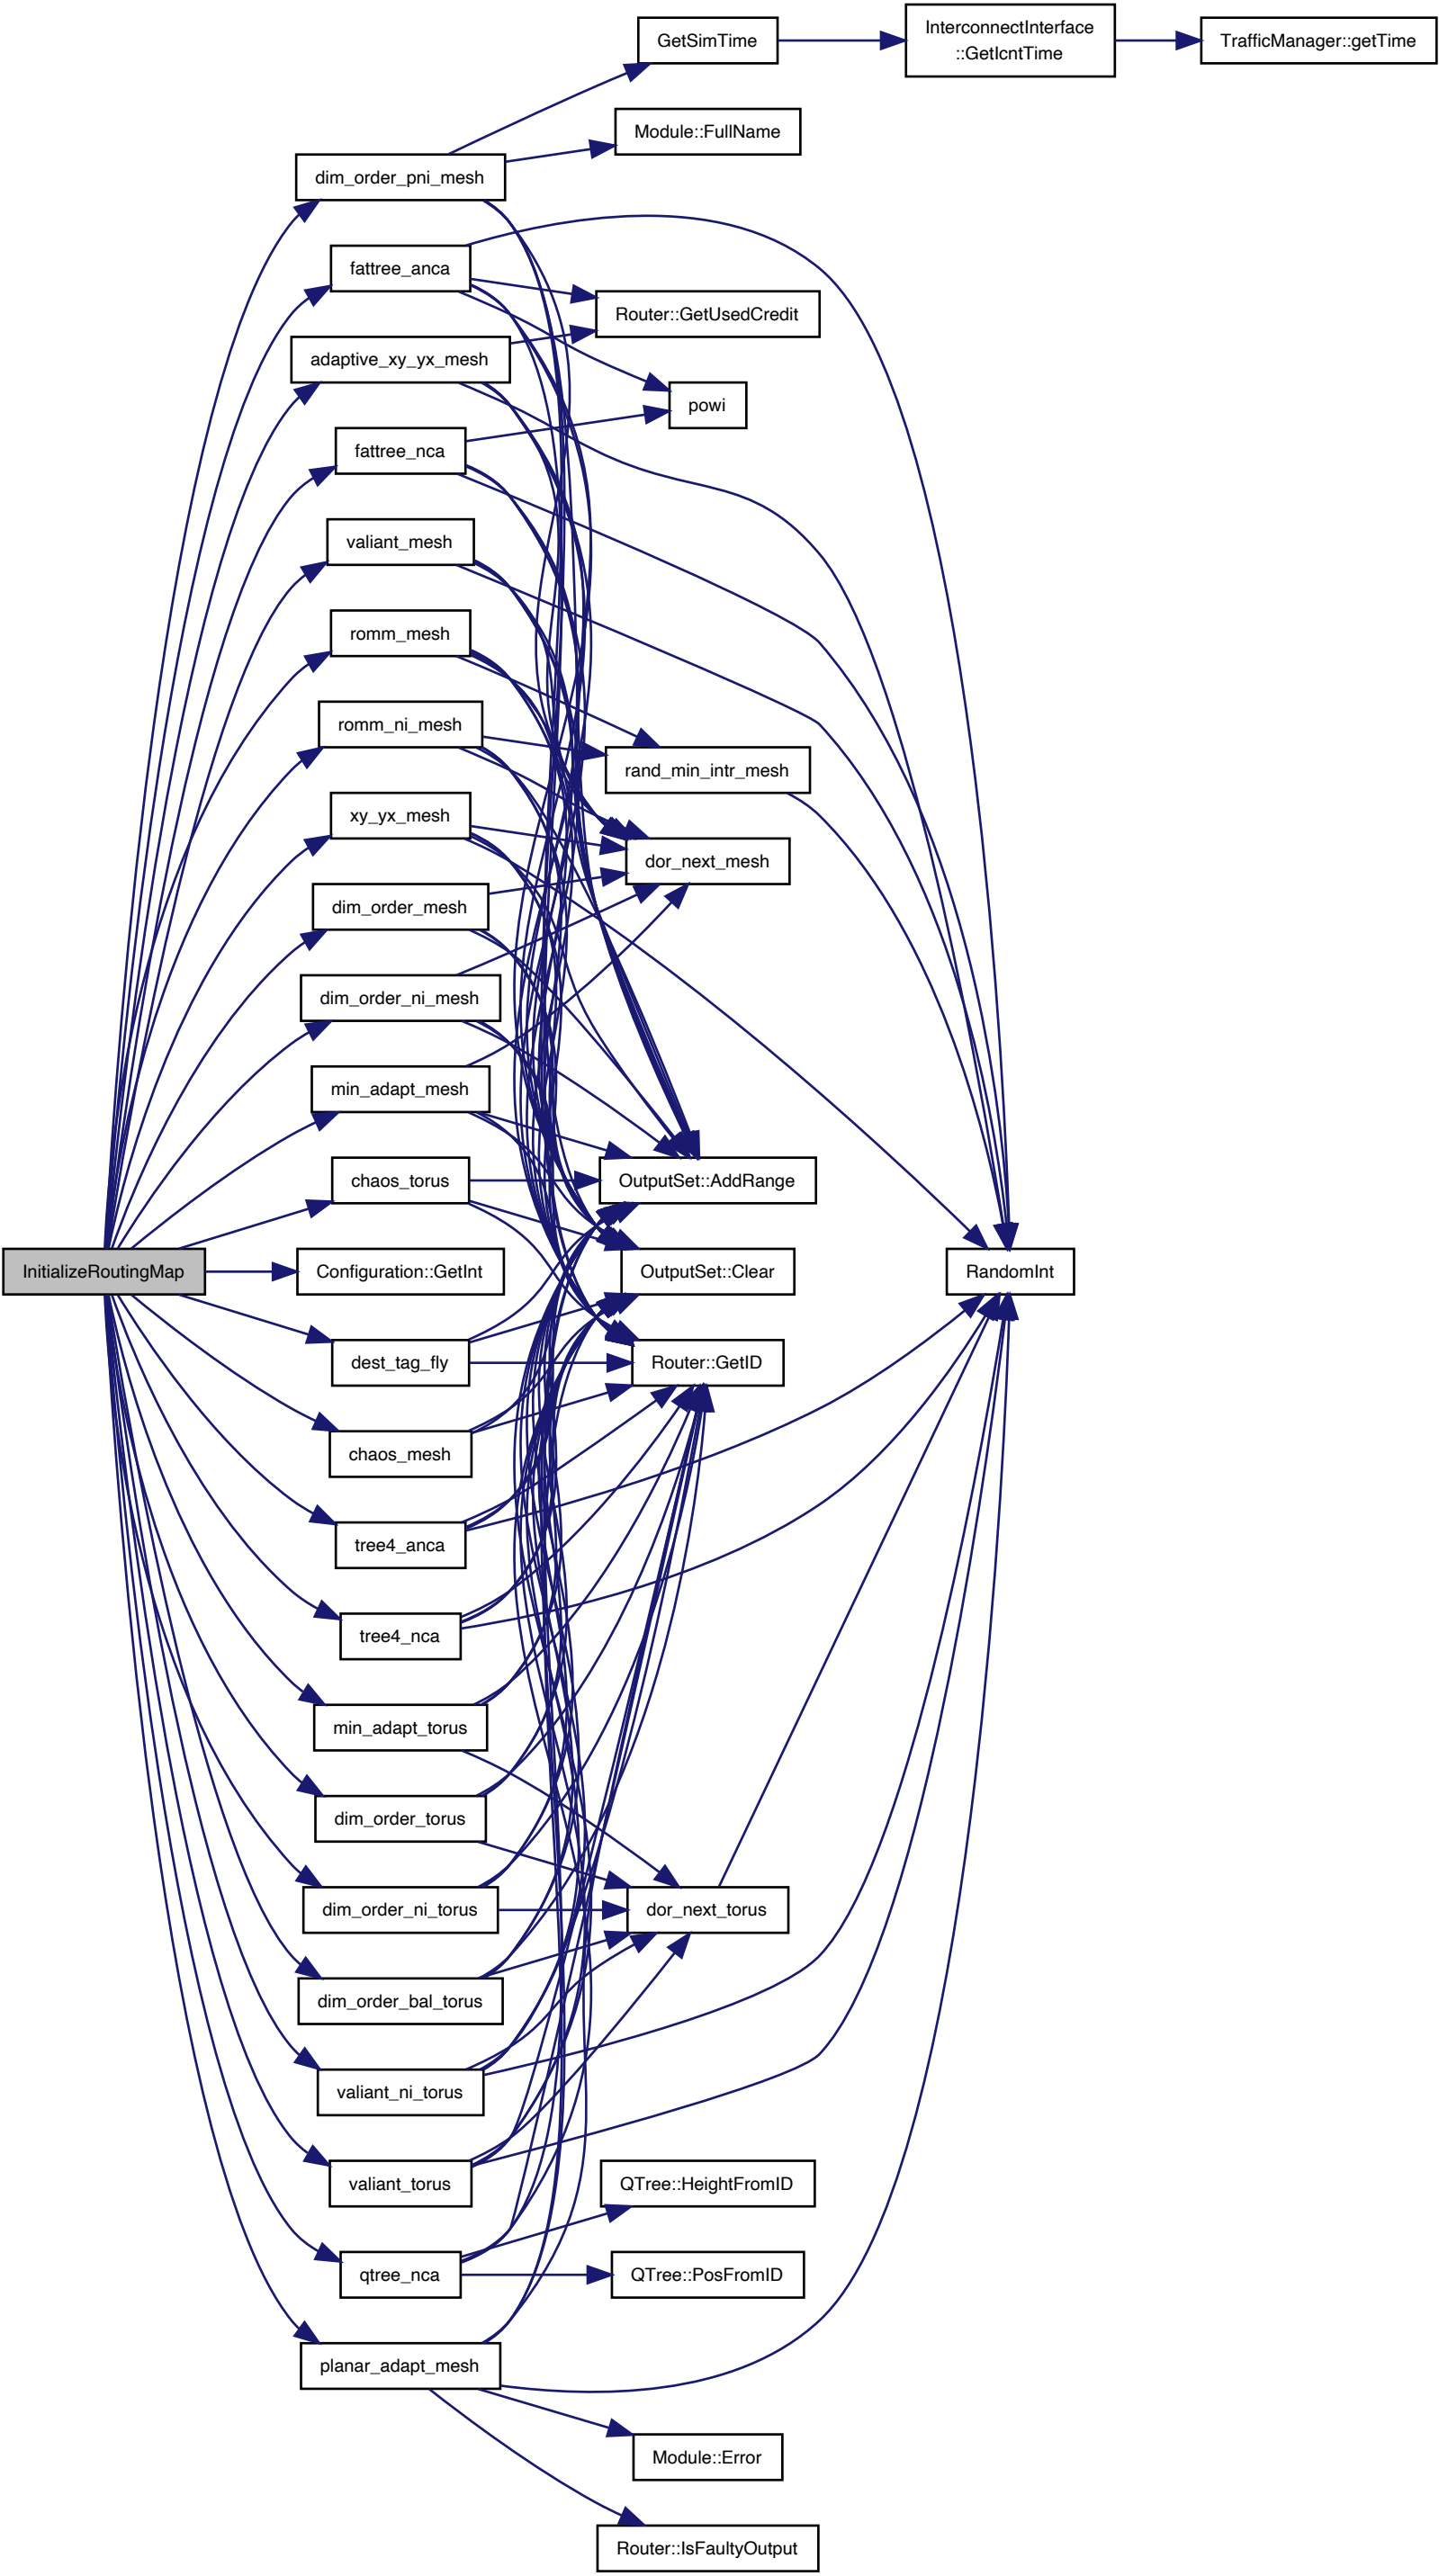 GetSimTime
InterconnectInterface
::GetIcntTime
TrafficManager::getTime
Module::FullName
dim_order_pni_mesh
fattree_anca
Router::GetUsedCredit
adaptive_xy_yx_mesh
powi
fattree_nca
valiant_mesh
romm_mesh
romm_ni_mesh
rand_min_intr_mesh
xy_yx_mesh
dor_next_mesh
dim_order_mesh
dim_order_ni_mesh
min_adapt_mesh
chaos_torus
OutputSet::AddRange
InitializeRoutingMap
Configuration::GetInt
OutputSet::Clear
RandomInt
dest_tag_fly
Router::GetID
chaos_mesh
tree4_anca
tree4_nca
min_adapt_torus
dim_order_torus
dim_order_ni_torus
dor_next_torus
dim_order_bal_torus
valiant_ni_torus
valiant_torus
QTree::HeightFromID
qtree_nca
QTree::PosFromID
planar_adapt_mesh
Module::Error
Router::IsFaultyOutput